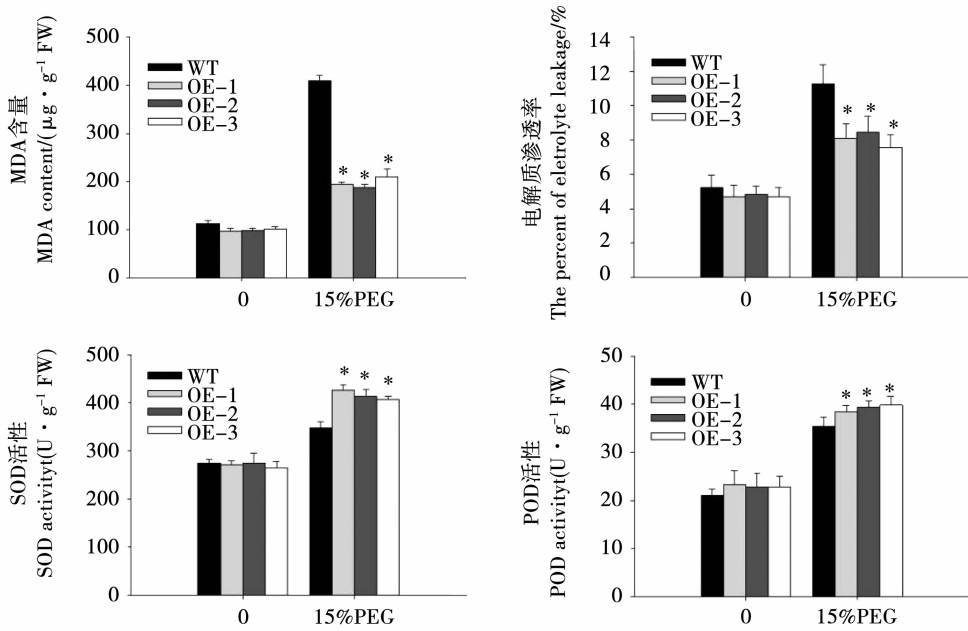 MDA含量
MDA content/(μg·g⁻¹ FW)
500
400
300
200
100
0
WT
OE-1
OE-2
OE-3
*
*
*
0
15%PEG
电解质渗透率
The percent of eletrolyte leakage/%
14
12
10
8
6
4
2
0
WT
OE-1
OE-2
OE-3
*
*
*
0
15%PEG
SOD活性
SOD activityt(U·g⁻¹ FW)
500
400
300
200
100
0
WT
OE-1
OE-2
OE-3
*
*
*
0
15%PEG
POD活性
POD activityt(U·g⁻¹ FW)
50
40
30
20
10
0
WT
OE-1
OE-2
OE-3
*
*
*
0
15%PEG